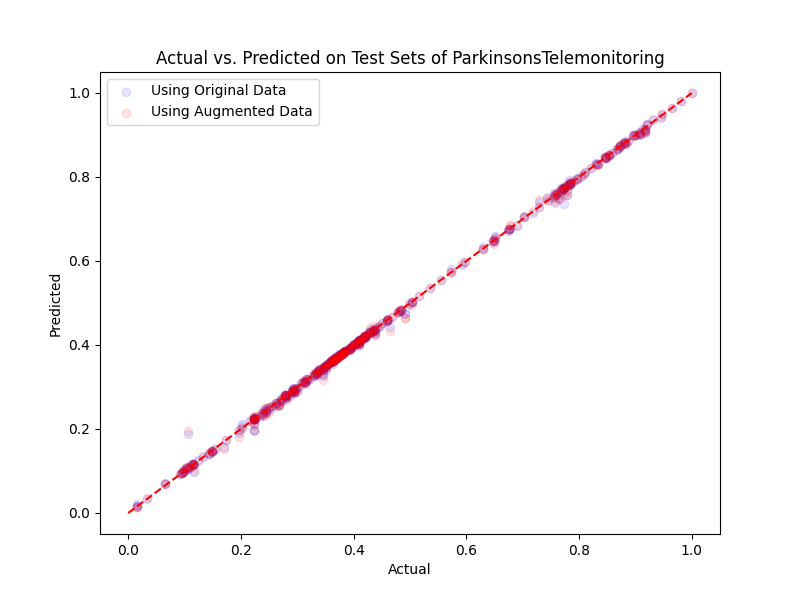 Actual vs. Predicted on Test Sets of ParkinsonsTelemonitoring
Using Original Data
Using Augmented Data
1.0
0.8
0.6
0.4
0.2
0.0
Predicted
0.0 0.2 0.4 0.6 0.8 1.0
Actual